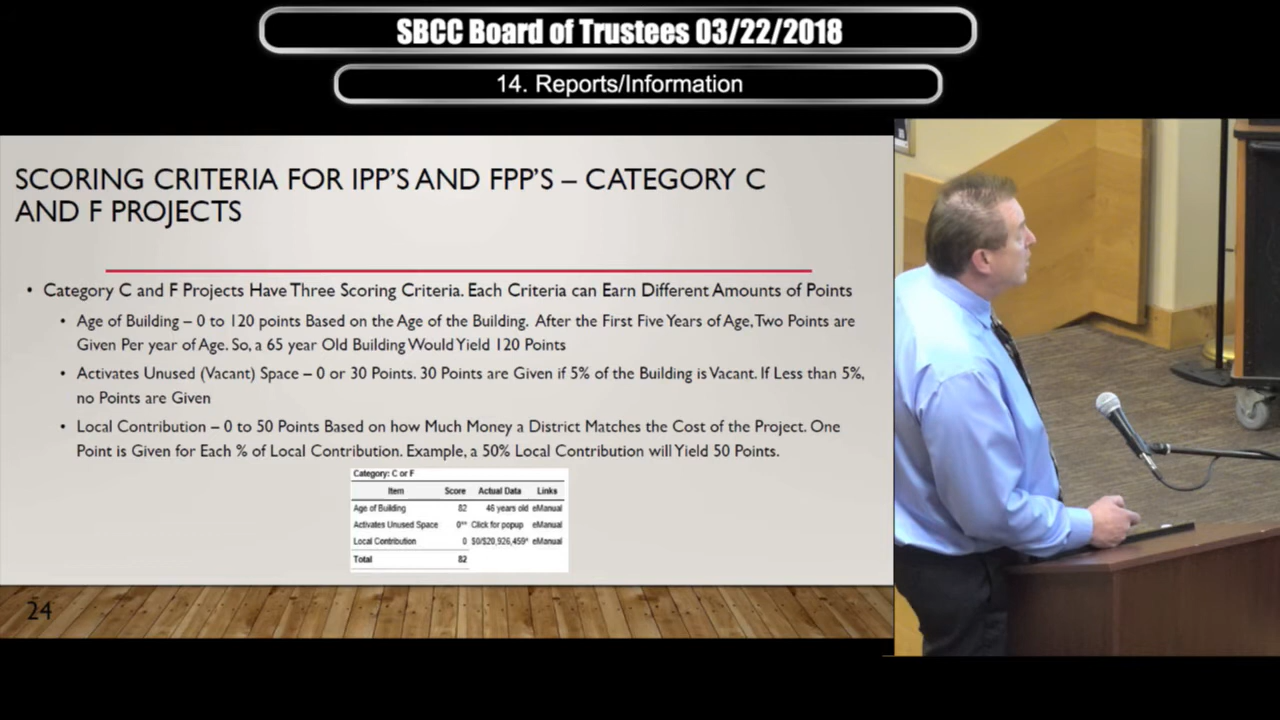 SBCC Board of Trustees 03/22/2018
14. Reports/Information
SCORING CRITERIA FOR IPP'S AND FPP'S – CATEGORY C
AND F PROJECTS
• Category C and F Projects Have Three Scoring Criteria. Each Criteria can Earn Different Amounts of Points
• Age of Building – 0 to 120 points Based on the Age of the Building. After the First Five Years of Age, Two Points are
Given Per year of Age. So, a 65 year Old Building Would Yield 120 Points
• Activates Unused (Vacant) Space – 0 or 30 Points. 30 Points are Given if 5% of the Building is Vacant. If Less than 5%,
no Points are Given
• Local Contribution – 0 to 50 Points Based on how Much Money a District Matches the Cost of the Project. One
Point is Given for Each % of Local Contribution. Example, a 50% Local Contribution will Yield 50 Points.
Category: C or F
Item Score Actual Data Links
Age of Building 82 46 years old eManual
Activates Unused Space 0** Click for popup eManual
Local Contribution 0 $0/$20,926,459* eManual
Total 82
24